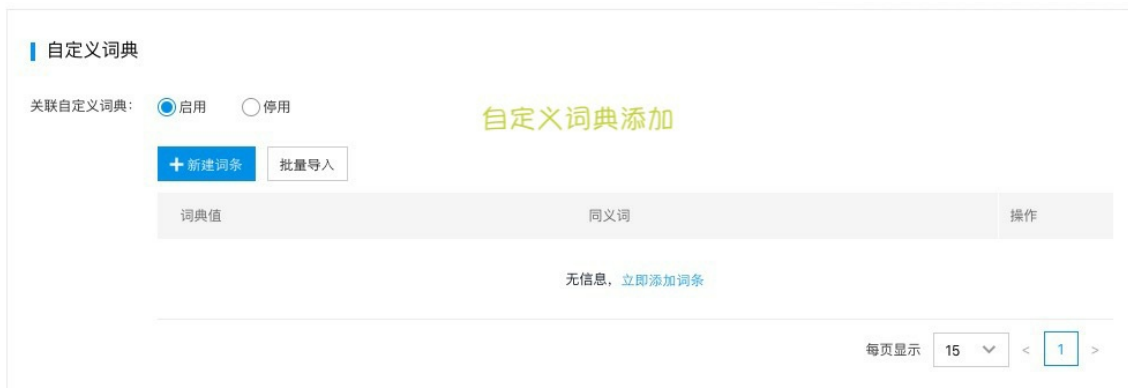 自定义词典
关联自定义词典: 启用 停用
自定义词典添加
+ 新建词条 批量导入
词典值 同义词 操作
无信息，立即添加词条
每页显示 15 < 1 >